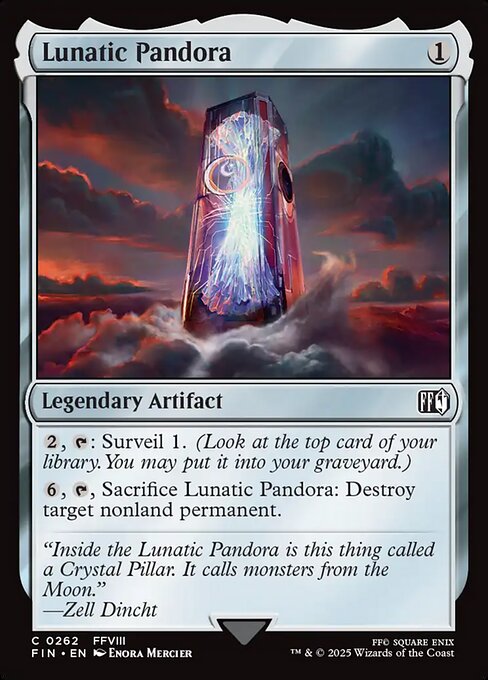 Lunatic Pandora 1
Legendary Artifact FF
2, : Surveil 1. (Look at the top card of your
library. You may put it into your graveyard.)
6, , Sacrifice Lunatic Pandora: Destroy
target nonland permanent.
“Inside the Lunatic Pandora is this thing called
a Crystal Pillar. It calls monsters from the
Moon.”
—Zell Dincht
C 0262 FFVIII FF© SQUARE ENIX
FIN • EN Enora Mercier ™ & © 2025 Wizards of the Coast